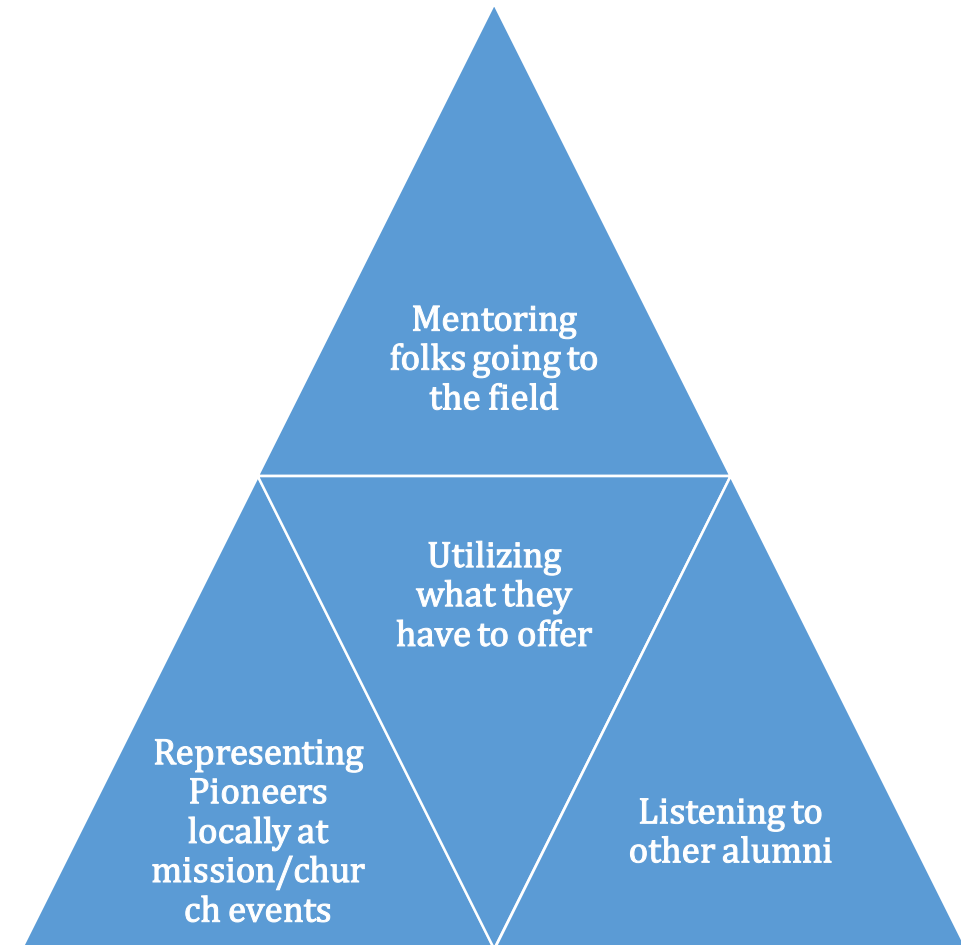 Mentoring
folks going to
the field
Utilizing
what they
have to offer
Representing
Pioneers
locally at
mission/chur
ch events
Listening to
other alumni